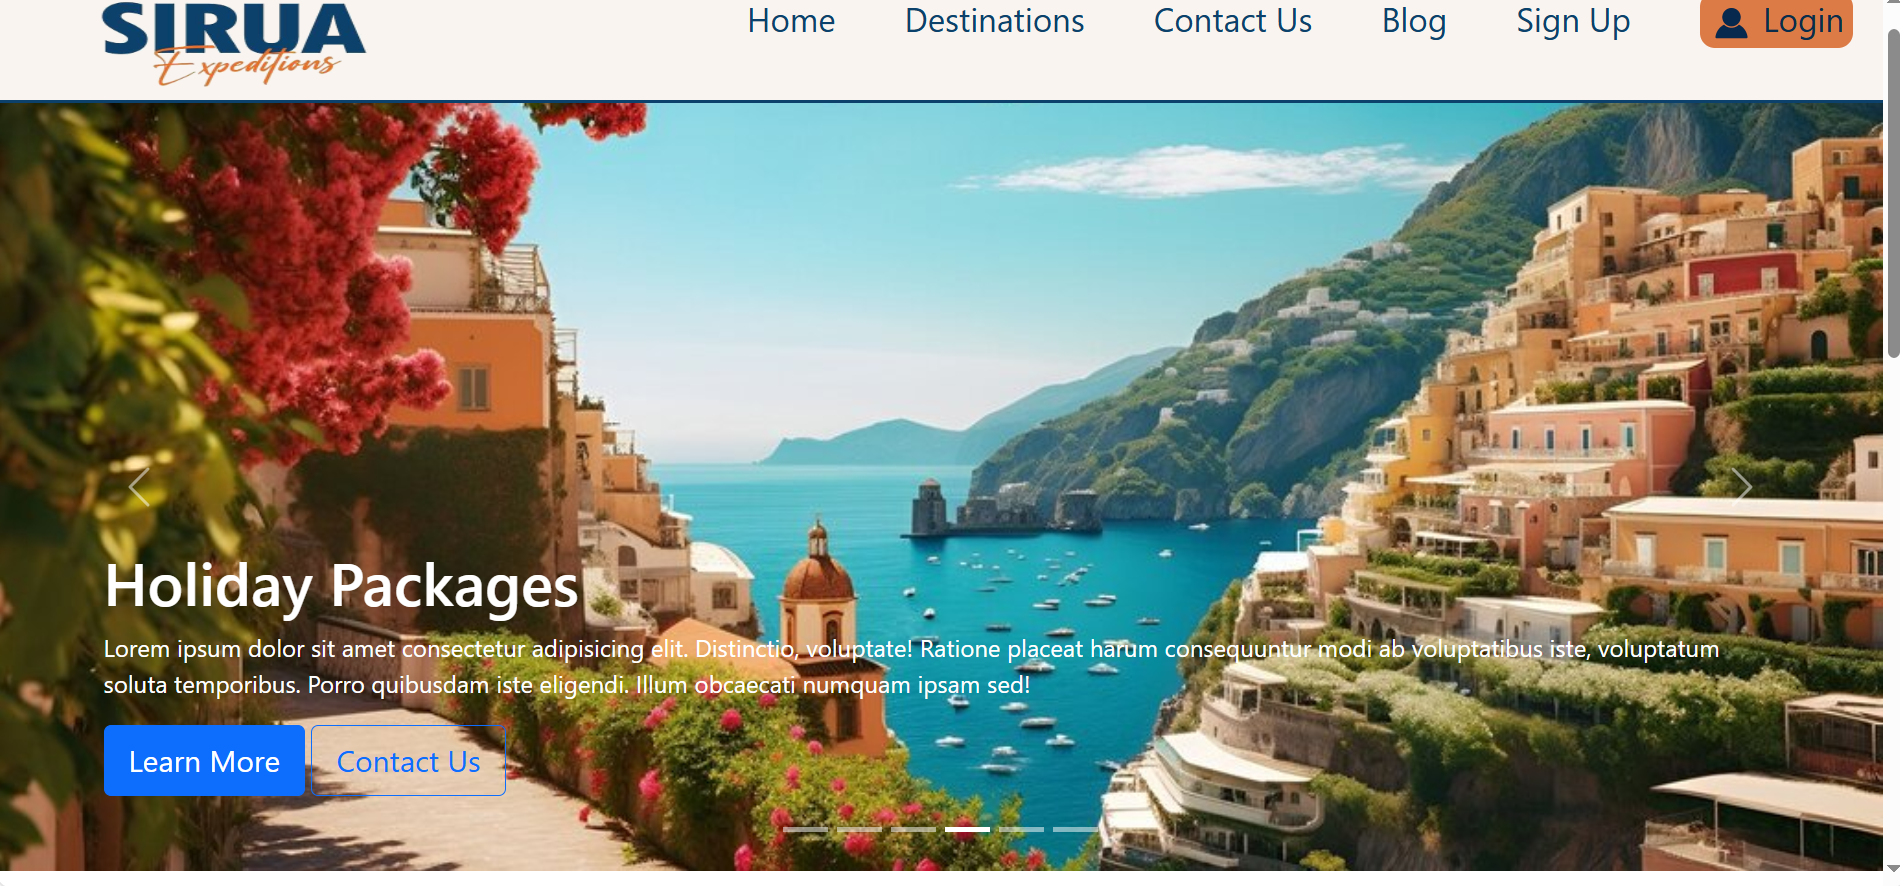 SIRUA
Expeditions
Home Destinations Contact Us Blog Sign Up Login
Holiday Packages
Lorem ipsum dolor sit amet consectetur adipisicing elit. Distinctio, voluptate! Ratione placeat harum consequuntur modi ab voluptatibus iste, voluptatum
soluta temporibus. Porro quibusdam iste eligendi. Illum obcaecati numquam ipsam sed!
Learn More Contact Us